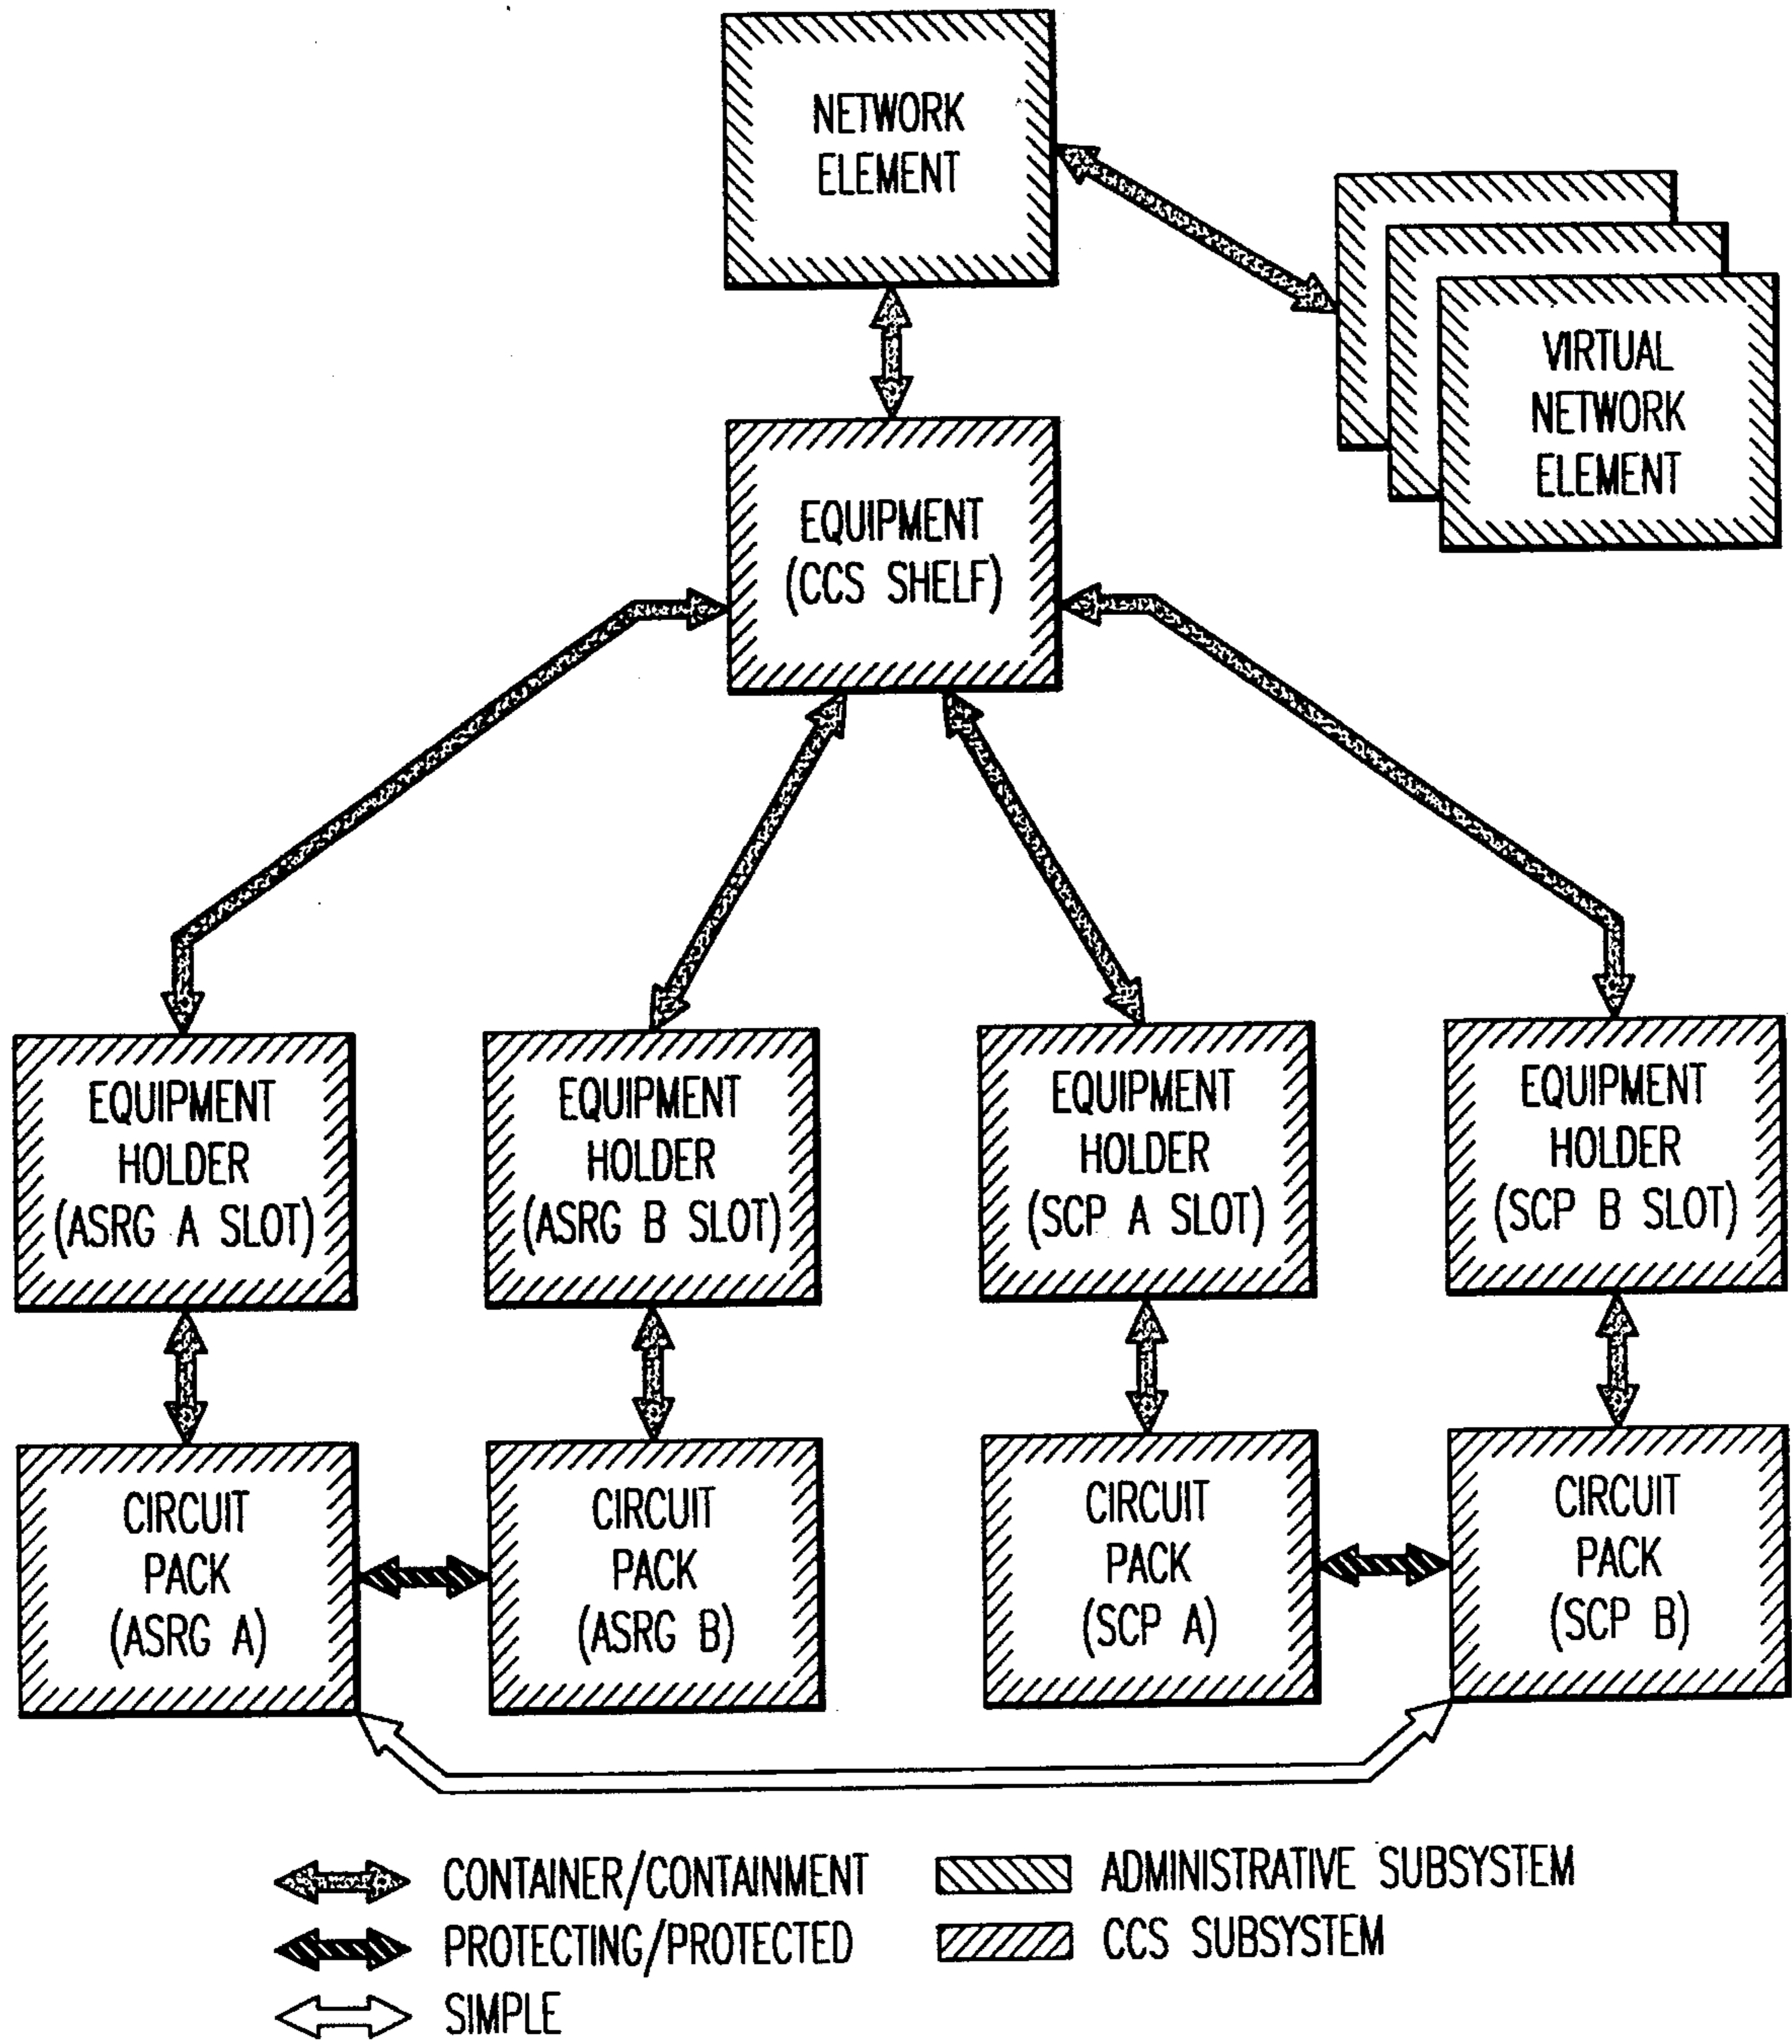 NETWORK
ELEMENT
VIRTUAL
NETWORK
ELEMENT
EQUIPMENT
(CCS SHELF)
EQUIPMENT
HOLDER
(ASRG A SLOT)
EQUIPMENT
HOLDER
(ASRG B SLOT)
EQUIPMENT
HOLDER
(SCP A SLOT)
EQUIPMENT
HOLDER
(SCP B SLOT)
CIRCUIT
PACK
(ASRG A)
CIRCUIT
PACK
(ASRG B)
CIRCUIT
PACK
(SCP A)
CIRCUIT
PACK
(SCP B)
CONTAINER/CONTAINMENT
PROTECTING/PROTECTED
SIMPLE
ADMINISTRATIVE SUBSYSTEM
CCS SUBSYSTEM